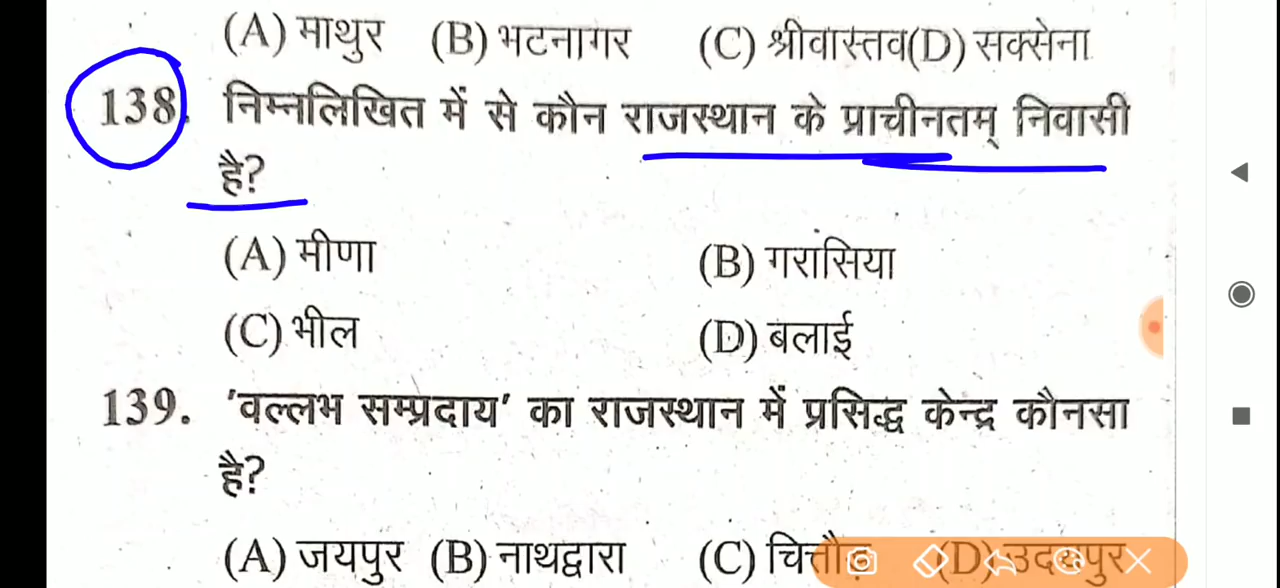 (A) माथुर (B) भटनागर (C) श्रीवास्तव(D) सक्सेना
138. निम्नलिखित में से कौन राजस्थान के प्राचीनतम् निवासी
है?
(A) मीणा (B) गरासिया
(C) भील (D) बलाई
139. 'वल्लभ सम्प्रदाय' का राजस्थान में प्रसिद्ध केन्द्र कौनसा
है?
(A) जयपुर (B) नाथद्वारा (C) चित्तौड़ (D) उदयपुर